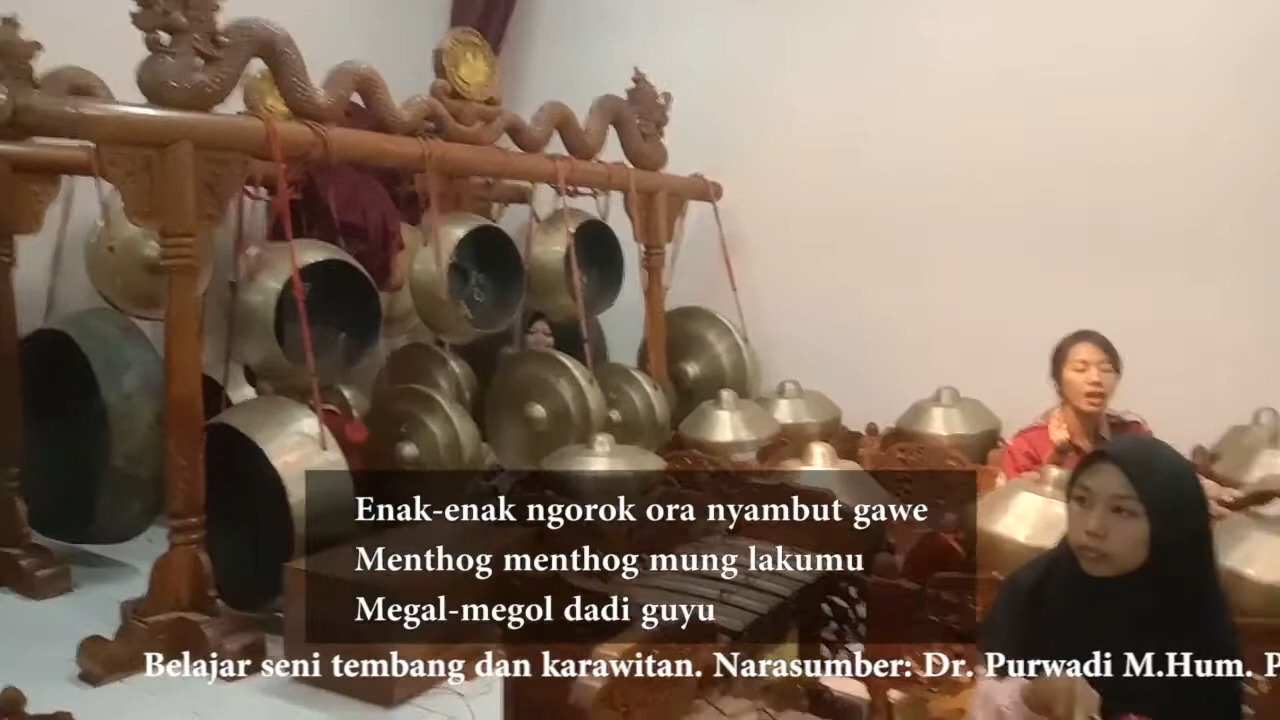 Enak-enak ngorok ora nyambut gawe
Menthog menthog mung lakumu
Megal-megol dadi guyu
Belajar seni tembang dan karawitan. Narasumber: Dr. Purwadi M.Hum. P